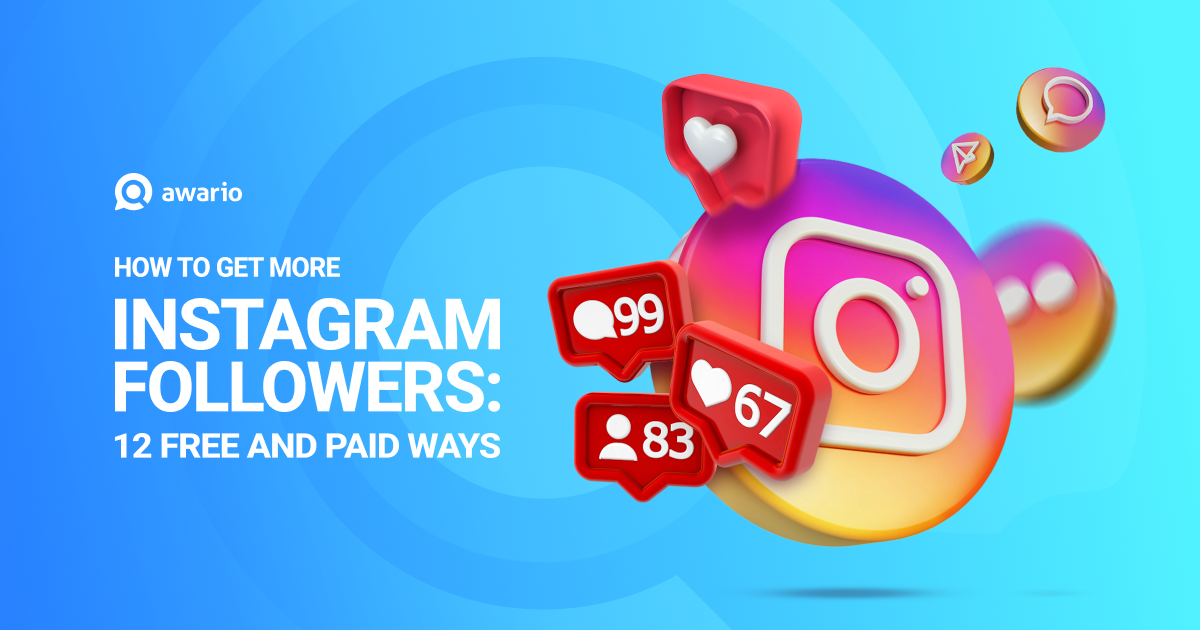 awario
HOW TO GET MORE
INSTAGRAM
FOLLOWERS:
12 FREE AND PAID WAYS
99
67
83